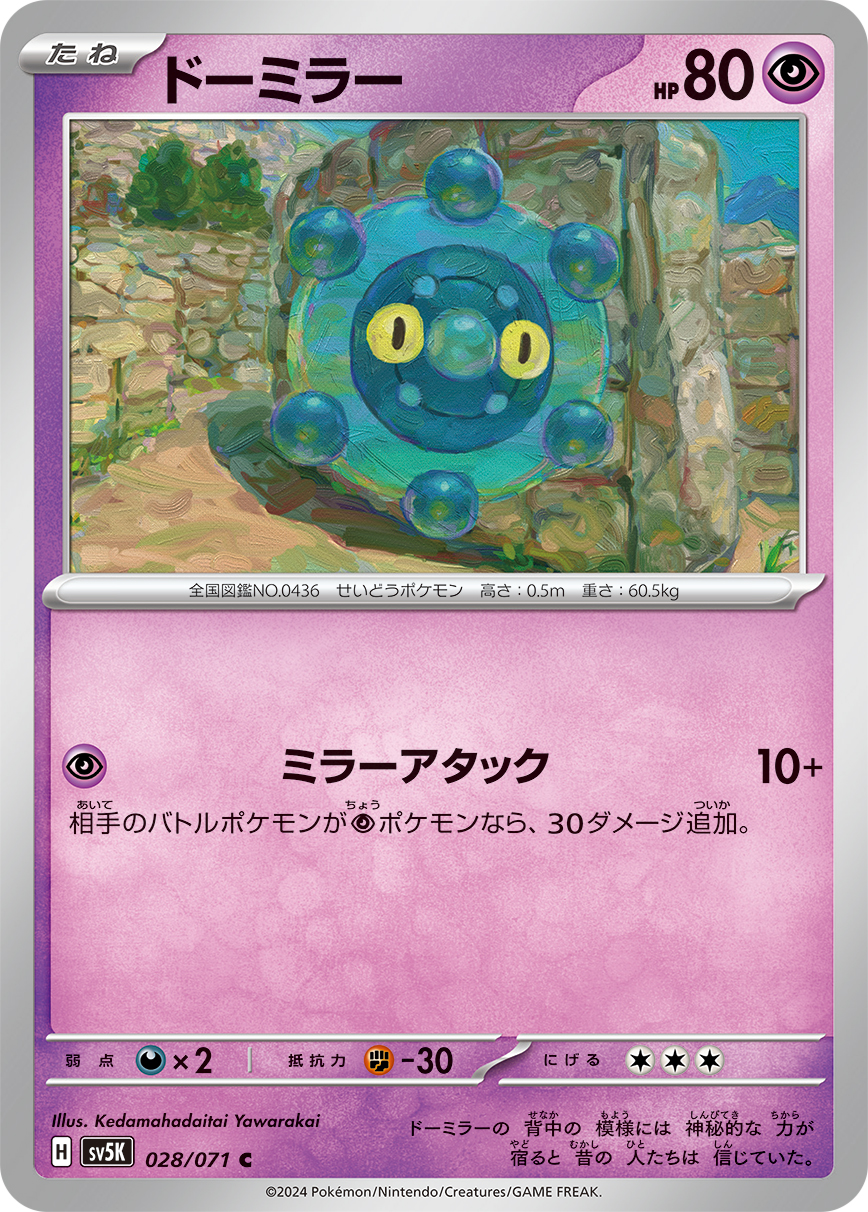 たね
ドーミラー
HP80
全国図鑑NO.0436 せいどうポケモン 高さ:0.5m 重さ:60.5kg
ミラーアタック 10+
あいて ちょう ついか
相手のバトルポケモンが超ポケモンなら、30ダメージ追加。
弱点 ×2 抵抗力 -30 にげる
Illus. Kedamahadaitai Yawarakai
H sv5K 028/071 C
せなか もよう しんぴてき ちから
ドーミラーの 背中の 模様には 神秘的な 力が
やど むかし ひと しん
宿ると 昔の 人たちは 信じていた。
©2024 Pokémon/Nintendo/Creatures/GAME FREAK.